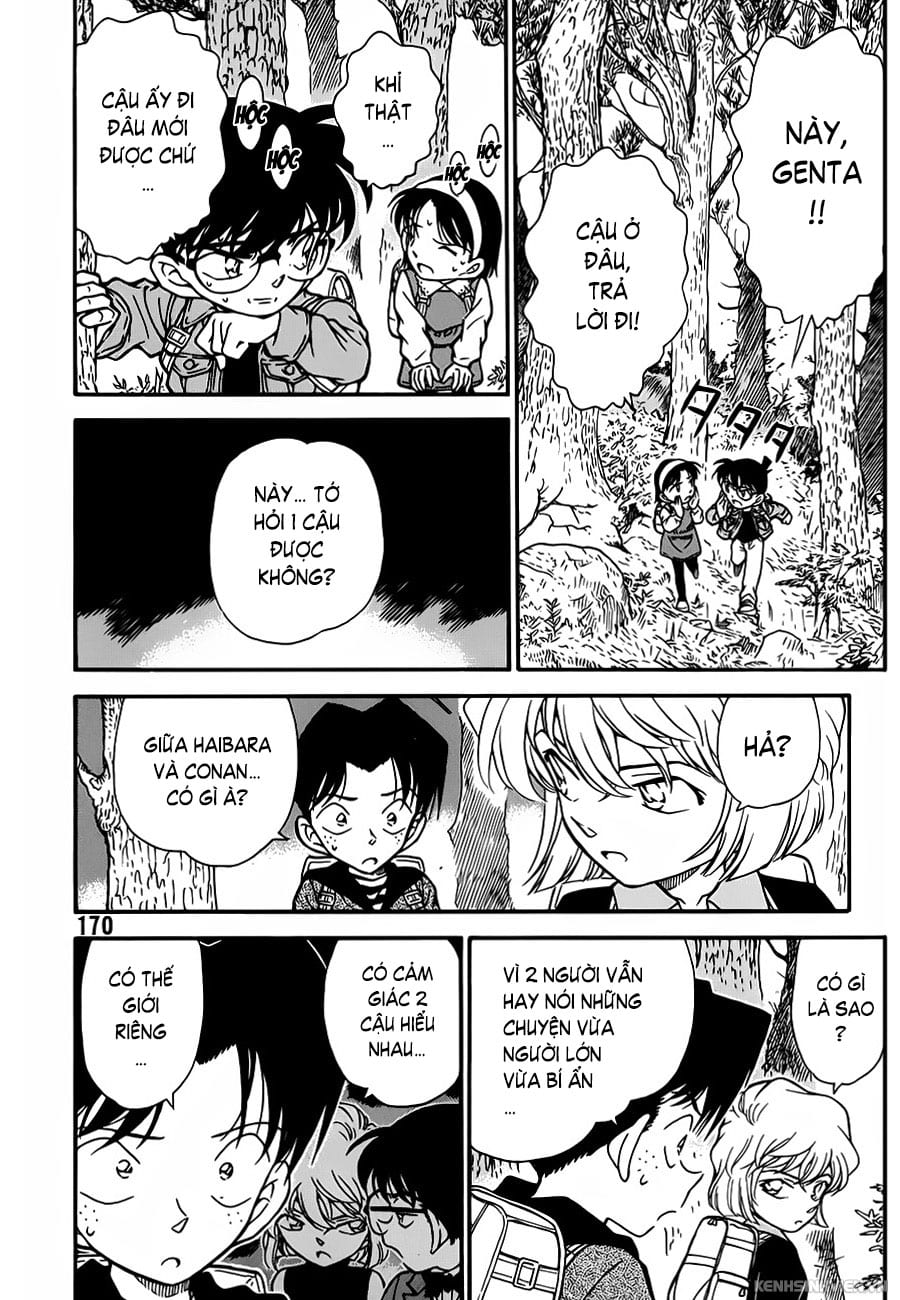 NÀY,
GENTA
!!
CẬU Ở
ĐÂU,
TRẢ
LỜI ĐI!
タタタ
KHỈ
THẬT
...
HỘC
HỘC
CẬU ẤY ĐI
ĐÂU MỚI
ĐƯỢC CHỨ
...
HỘC
HỘC
NÀY... TỚ
HỎI 1 CẬU
ĐƯỢC
KHÔNG?
HẢ?
GIỮA HAIBARA
VÀ CONAN...
CÓ GÌ À?
170
CÓ GÌ
LÀ SAO
?
VÌ 2 NGƯỜI VẪN
HAY NÓI NHỮNG
CHUYỆN VỪA
NGƯỜI LỚN
VỪA BÍ ẨN
...
CÓ CẢM
GIÁC 2
CẬU HIỂU
NHAU...
CÓ THẾ
GIỚI
RIÊNG
...